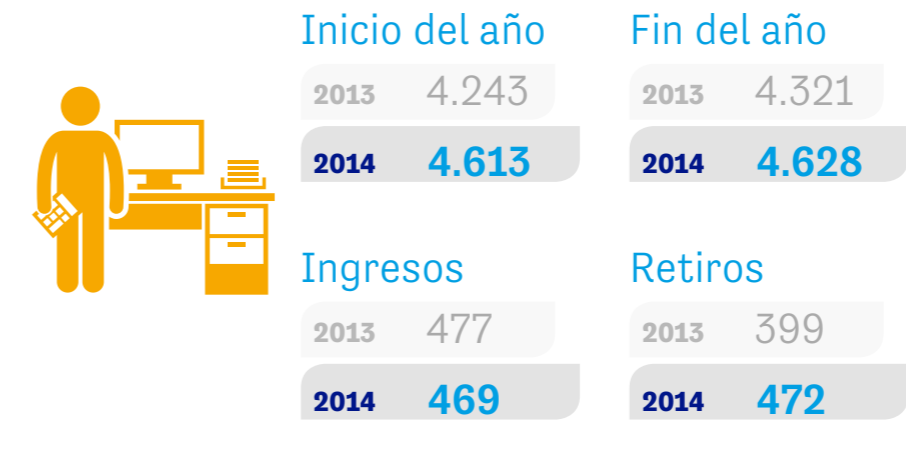 Inicio del año
2013 4.243
2014 4.613
Fin del año
2013 4.321
2014 4.628
Ingresos
2013 477
2014 469
Retiros
2013 399
2014 472